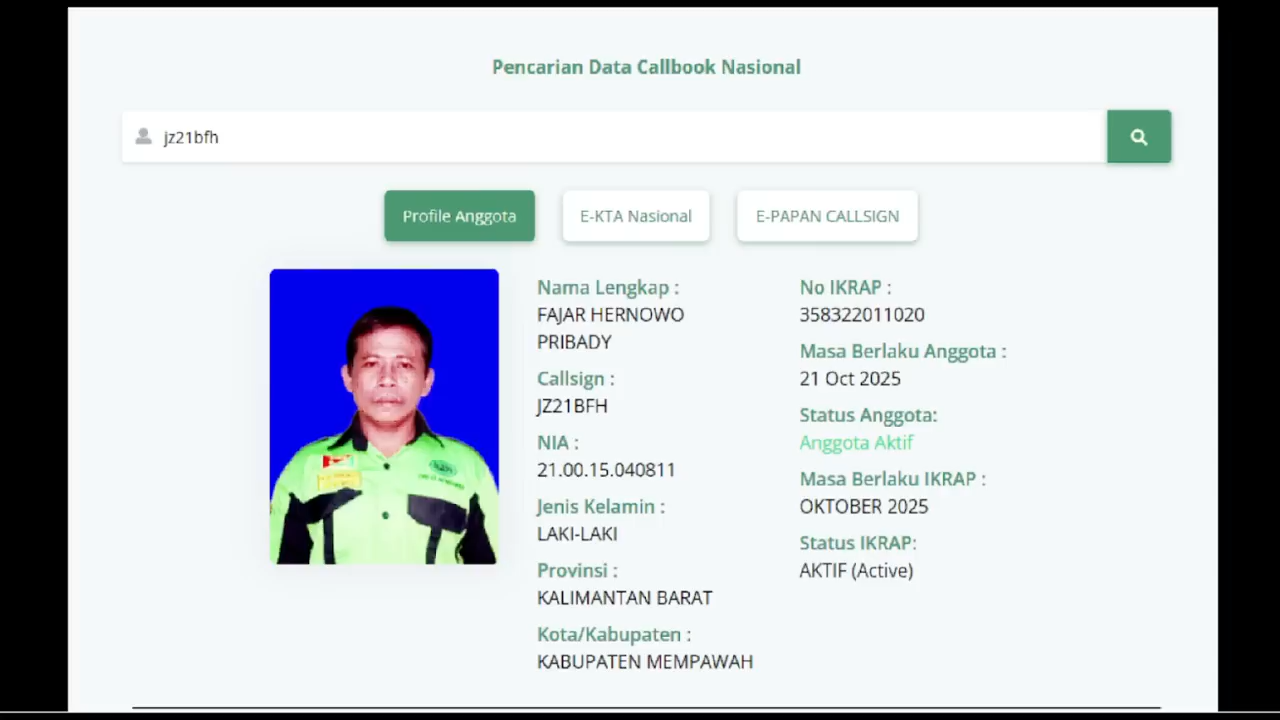 Pencarian Data Callbook Nasional
jz21bfh
Profile Anggota
E-KTA Nasional
E-PAPAN CALLSIGN
Nama Lengkap :
FAJAR HERNOWO
PRIBADY
Callsign :
JZ21BFH
NIA :
21.00.15.040811
Jenis Kelamin :
LAKI-LAKI
Provinsi :
KALIMANTAN BARAT
Kota/Kabupaten :
KABUPATEN MEMPAWAH
No IKRAP :
358322011020
Masa Berlaku Anggota :
21 Oct 2025
Status Anggota:
Anggota Aktif
Masa Berlaku IKRAP :
OKTOBER 2025
Status IKRAP:
AKTIF (Active)